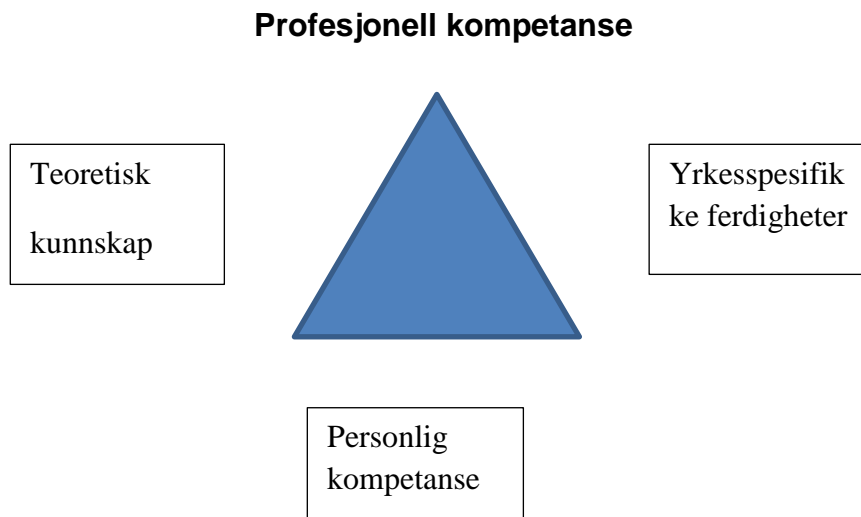 Profesjonell kompetanse
Teoretisk
kunnskap
Yrkesspesifik
ke ferdigheter
Personlig
kompetanse